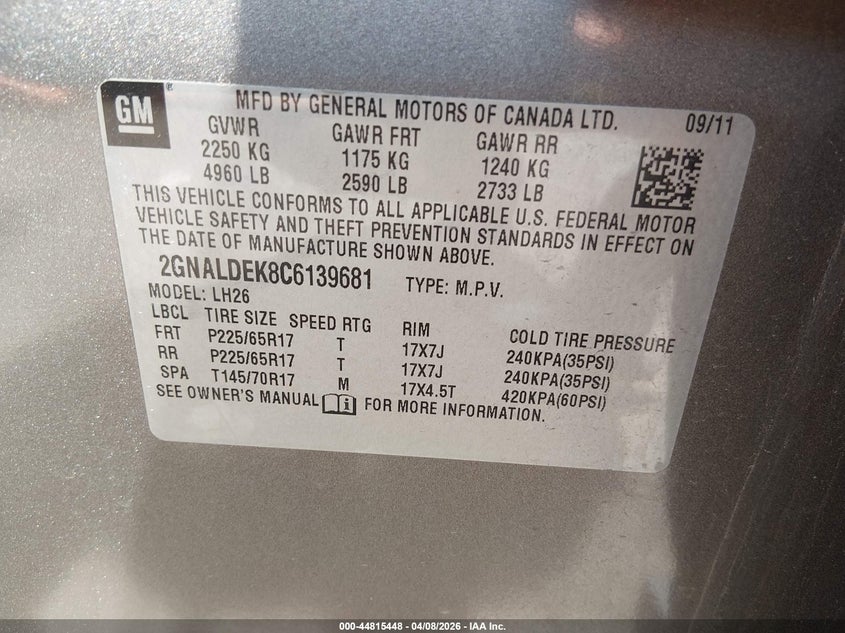 GM ® MFD BY GENERAL MOTORS OF CANADA LTD. 09/11
GVWR GAWR FRT GAWR RR
2250 KG 1175 KG 1240 KG
4960 LB 2590 LB 2733 LB
THIS VEHICLE CONFORMS TO ALL APPLICABLE U.S. FEDERAL MOTOR
VEHICLE SAFETY AND THEFT PREVENTION STANDARDS IN EFFECT ON
THE DATE OF MANUFACTURE SHOWN ABOVE.
2GNALDEK8C6139681 TYPE: M.P.V.
MODEL: LH26
LBCL TIRE SIZE SPEED RTG RIM COLD TIRE PRESSURE
FRT P225/65R17 T 17X7J 240KPA(35PSI)
RR P225/65R17 T 17X7J 240KPA(35PSI)
SPA T145/70R17 M 17X4.5T 420KPA(60PSI)
SEE OWNER'S MANUAL i FOR MORE INFORMATION.
000-44815448 - 04/08/2026 - IAA Inc.